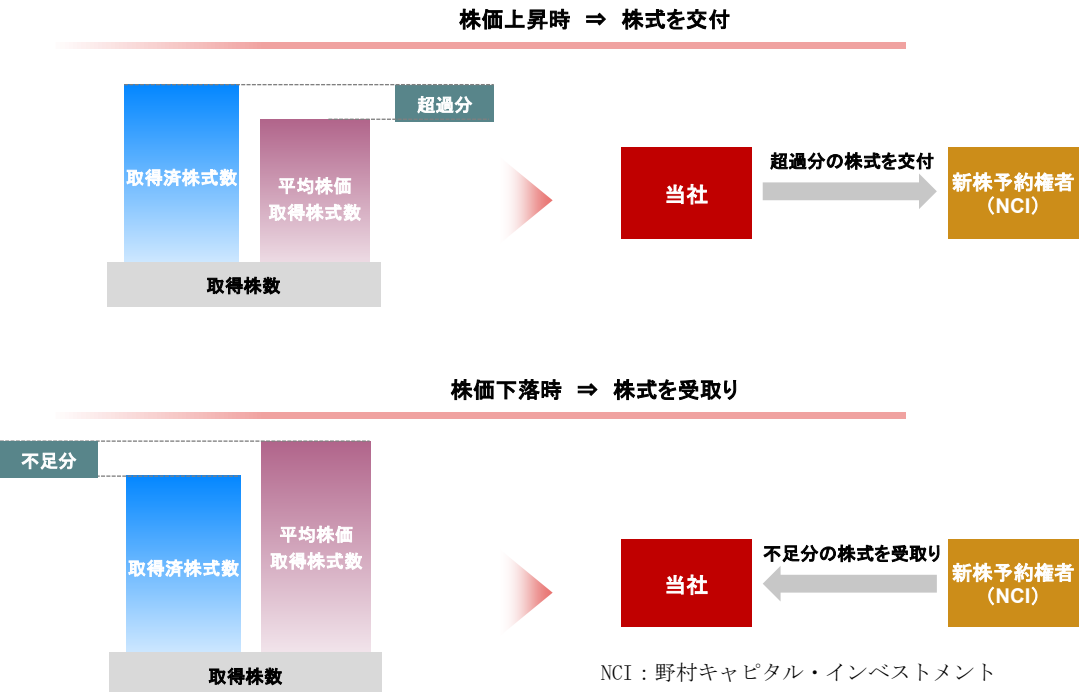 株価上昇時 ⇒ 株式を交付
超過分
取得済株式数
平均株価
取得株式数
取得株数
当社
超過分の株式を交付
新株予約権者
（NCI）
株価下落時 ⇒ 株式を受取り
不足分
取得済株式数
平均株価
取得株式数
取得株数
当社
不足分の株式を受取り
新株予約権者
（NCI）
NCI：野村キャピタル・インベストメント